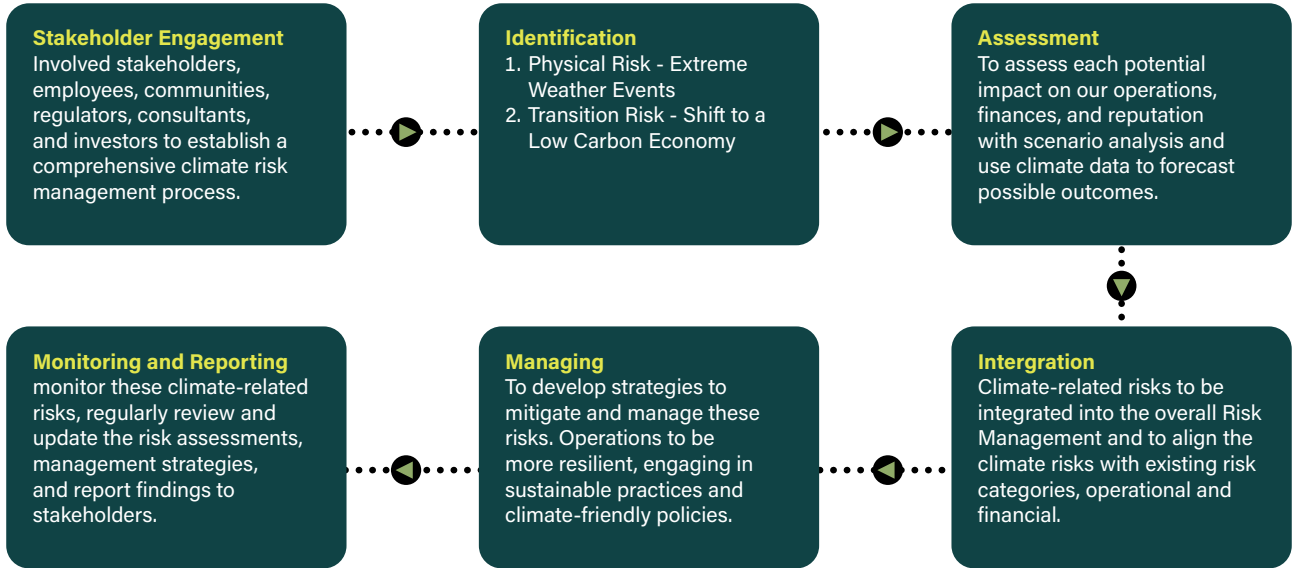 Stakeholder Engagement
Involved stakeholders,
employees, communities,
regulators, consultants,
and investors to establish a
comprehensive climate risk
management process.
Identification
1. Physical Risk - Extreme
Weather Events
2. Transition Risk - Shift to a
Low Carbon Economy
Assessment
To assess each potential
impact on our operations,
finances, and reputation
with scenario analysis and
use climate data to forecast
possible outcomes.
Intergration
Climate-related risks to be
integrated into the overall Risk
Management and to align the
climate risks with existing risk
categories, operational and
financial.
Managing
To develop strategies to
mitigate and manage these
risks. Operations to be
more resilient, engaging in
sustainable practices and
climate-friendly policies.
Monitoring and Reporting
monitor these climate-related
risks, regularly review and
update the risk assessments,
management strategies,
and report findings to
stakeholders.